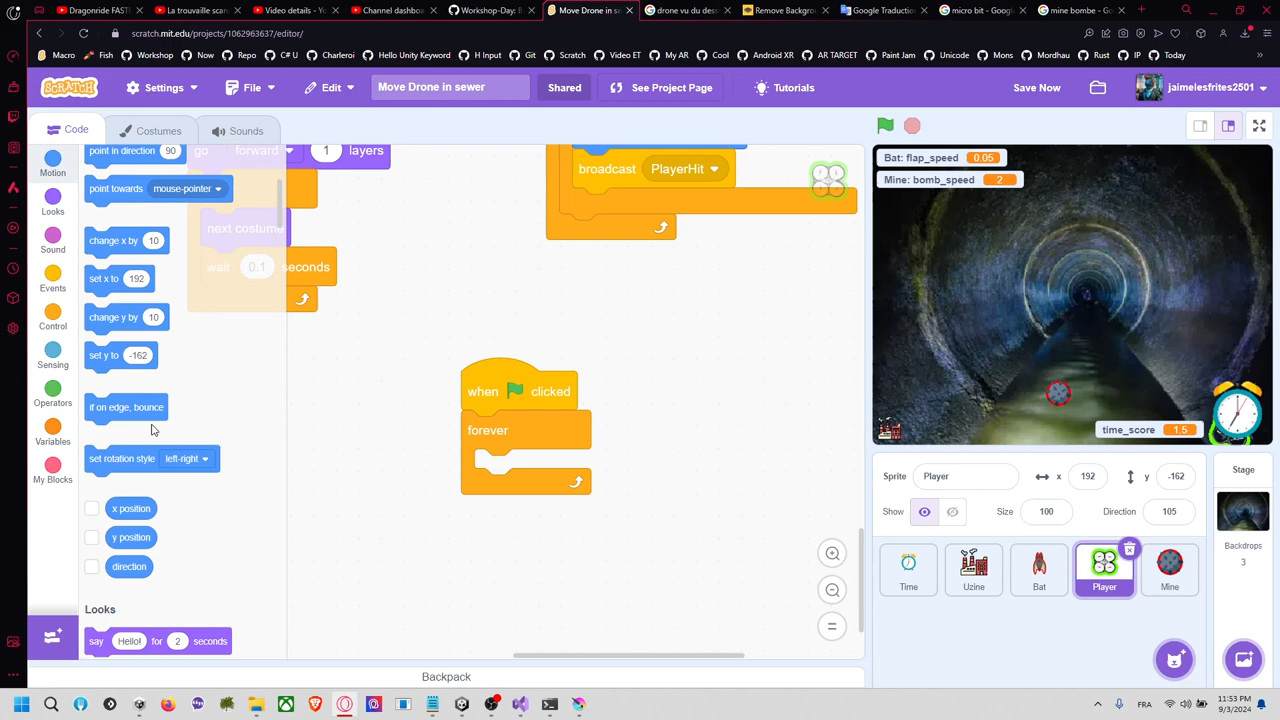 Dragonride FAST
La trouvaille scan
Video details - Yo
Channel dashboa
Workshop-Day: B
Move Drone in se
drone vu du dess
Remove Backgro
Google Traduction
micro bit - Googl
mine bombe - Go
scratch.mit.edu/projects/1062963637/editor/
Macro Fish Workshop Now Repo C# U Charleroi Hello Unity Keyword H Input Git Scratch Video ET My AR Cool Android XR AR TARGET Paint Jam Unicode Mons Mordhau Rust IP Today
SCRATCH Settings File Edit Move Drone in sewer Shared See Project Page Tutorials Save Now jaimelesfrites2501
Code Costumes Sounds
Motion
Looks
Sound
Events
Control
Sensing
Operators
Variables
My Blocks
point in direction 90
point towards mouse-pointer
change x by 10
set x to 192
change y by 10
set y to -162
if on edge, bounce
set rotation style left-right
x position
y position
direction
Looks
say Hello! for 2 seconds
go forward 1 layers
next costume
wait 0.1 seconds
broadcast PlayerHit
when clicked
forever
Backpack
Bat: flap_speed 0.05
Mine: bomb_speed 2
time_score 1.5
Sprite Player x 192 y -162
Show Size 100 Direction 105
Time
Uzine
Bat
Player
Mine
Stage
Backdrops
3
FRA
11:53 PM
9/3/2024